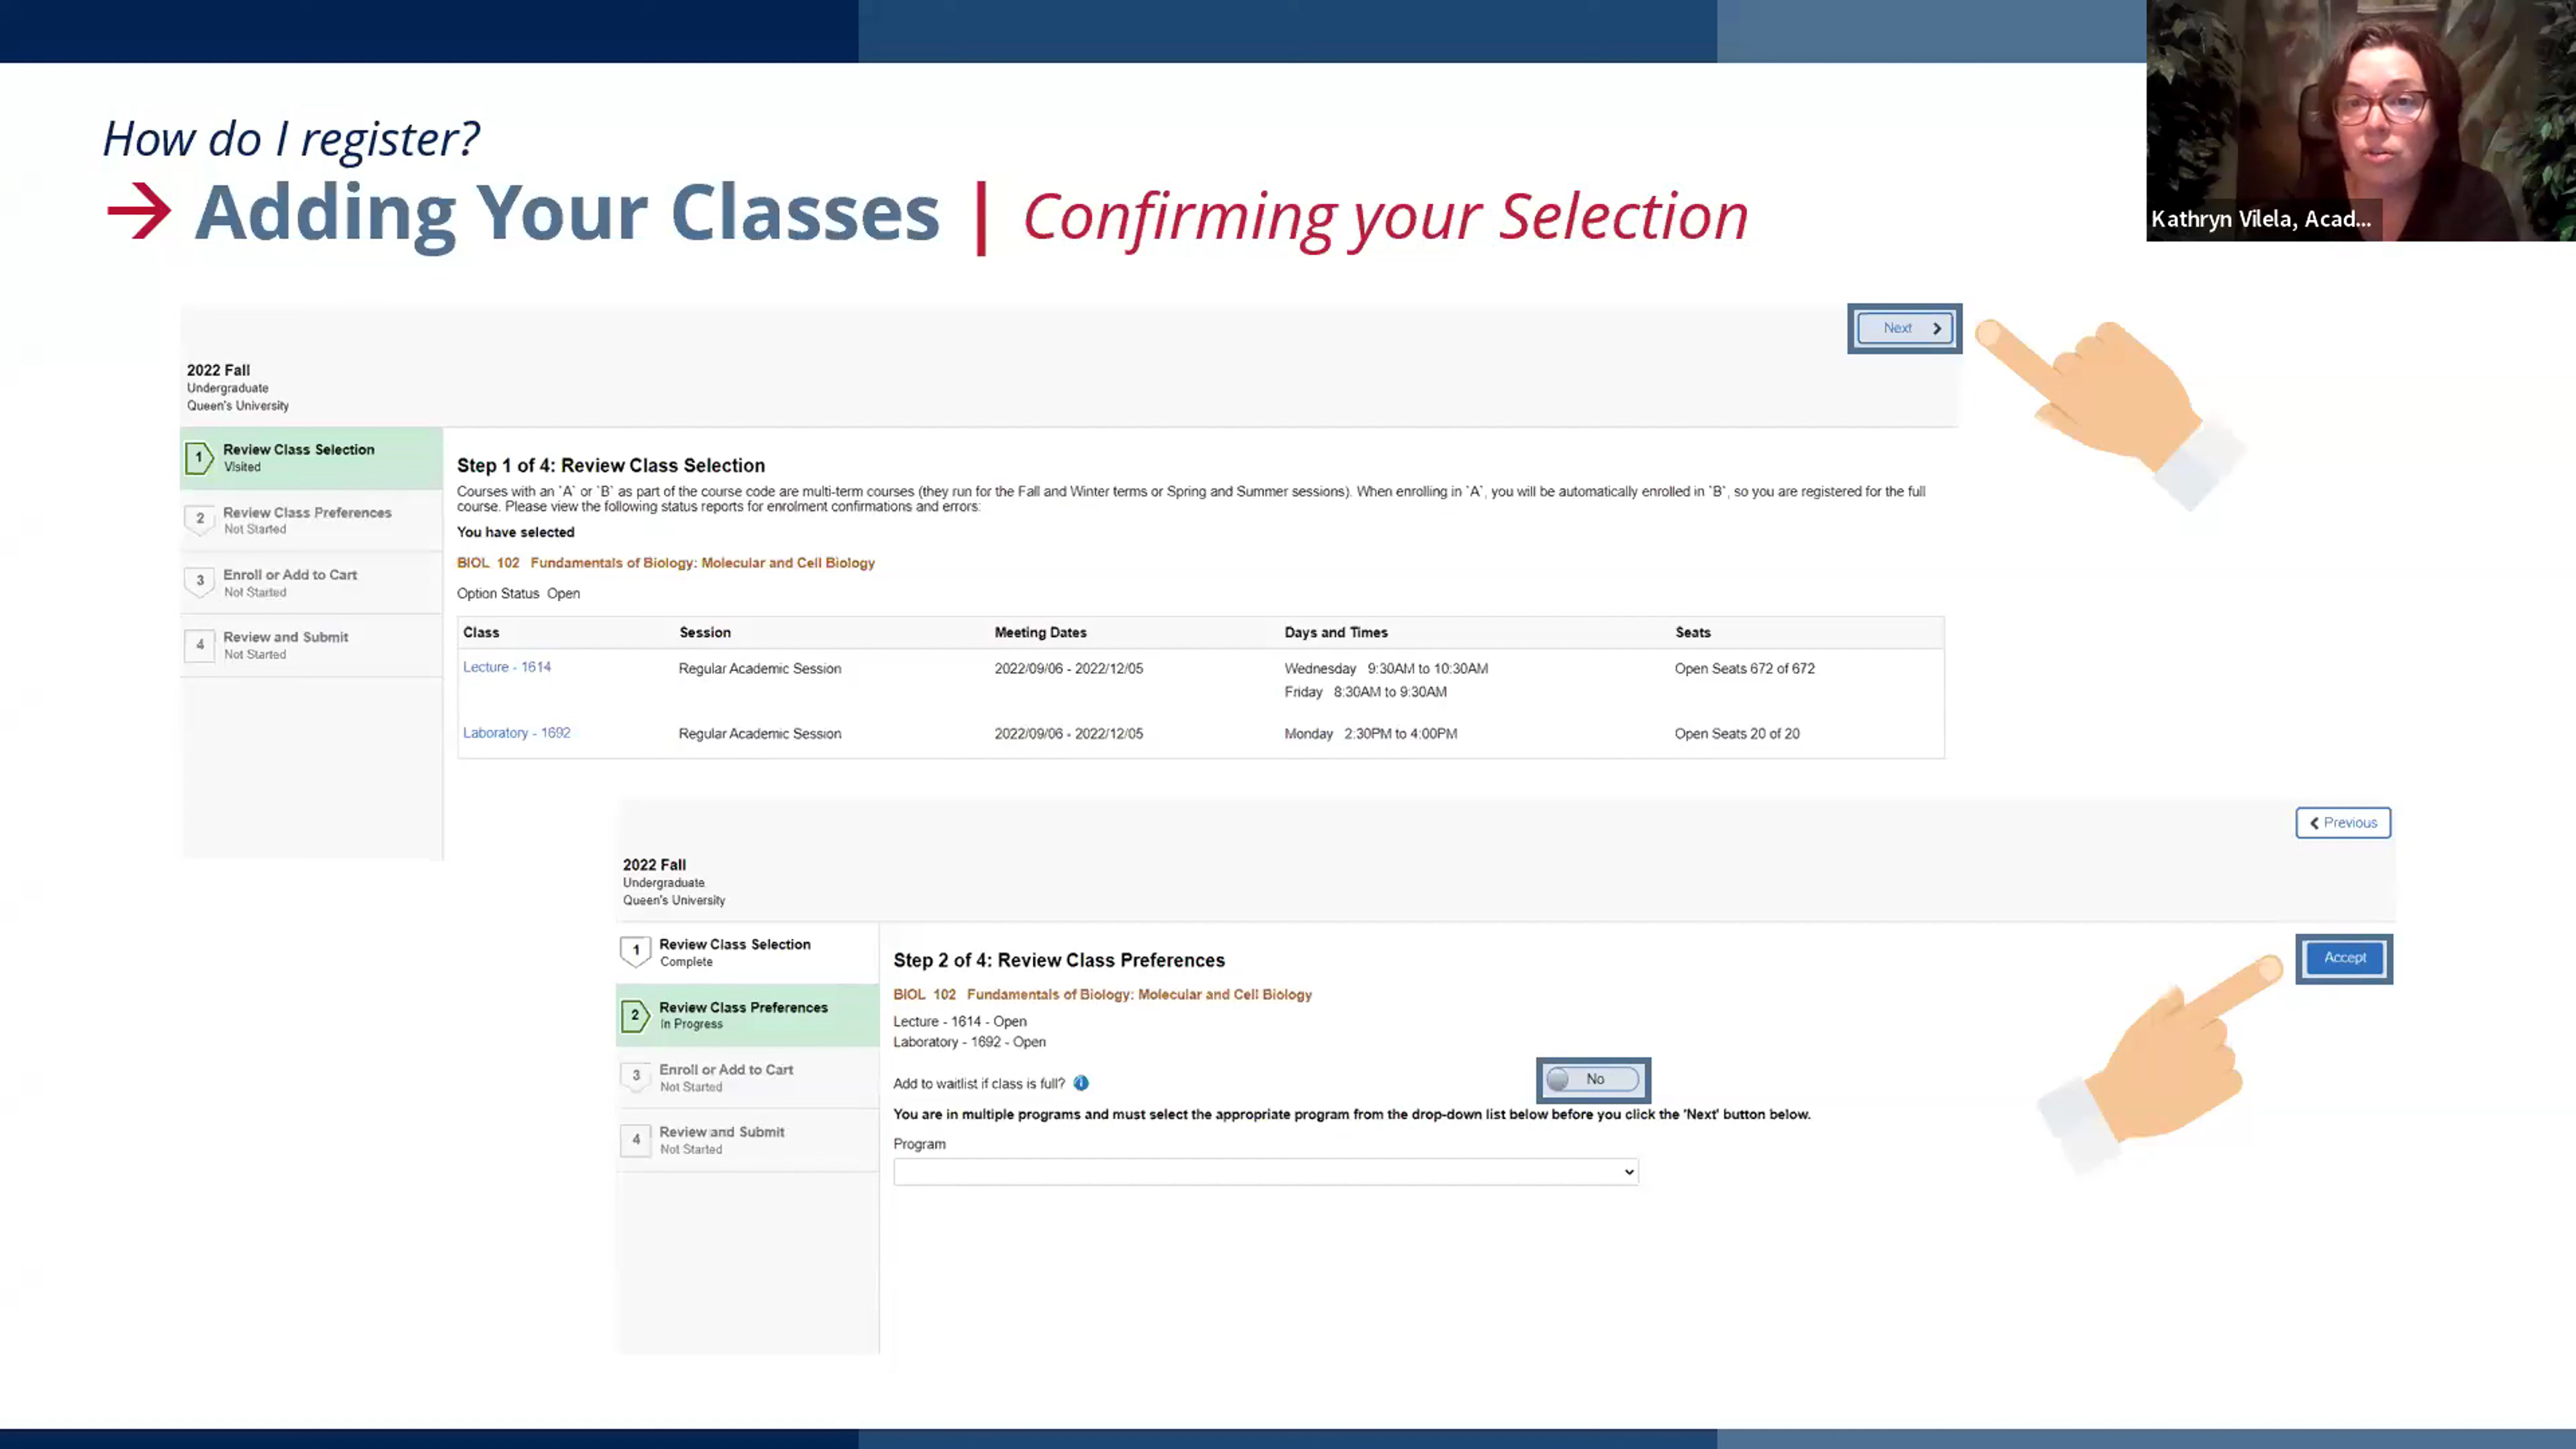 How do I register?
→ Adding Your Classes | Confirming your Selection
Kathryn Vilela, Acad...
Next
2022 Fall
Undergraduate
Queen's University
1 Review Class Selection
Visited
2 Review Class Preferences
Not Started
3 Enroll or Add to Cart
Not Started
4 Review and Submit
Not Started
Step 1 of 4: Review Class Selection
Courses with an `A` or `B` as part of the course code are multi-term courses (they run for the Fall and Winter terms or Spring and Summer sessions). When enrolling in `A`, you will be automatically enrolled in `B`, so you are registered for the full
course. Please view the following status reports for enrolment confirmations and errors:
You have selected
BIOL 102 Fundamentals of Biology: Molecular and Cell Biology
Option Status Open
Class Session Meeting Dates Days and Times Seats
Lecture - 1614 Regular Academic Session 2022/09/06 - 2022/12/05 Wednesday 9:30AM to 10:30AM Open Seats 672 of 672
Friday 8:30AM to 9:30AM
Laboratory - 1692 Regular Academic Session 2022/09/06 - 2022/12/05 Monday 2:30PM to 4:00PM Open Seats 20 of 20
Previous
2022 Fall
Undergraduate
Queen's University
Accept
1 Review Class Selection
Complete
2 Review Class Preferences
In Progress
3 Enroll or Add to Cart
Not Started
4 Review and Submit
Not Started
Step 2 of 4: Review Class Preferences
BIOL 102 Fundamentals of Biology: Molecular and Cell Biology
Lecture - 1614 - Open
Laboratory - 1692 - Open
Add to waitlist if class is full? i No
You are in multiple programs and must select the appropriate program from the drop-down list below before you click the 'Next' button below.
Program